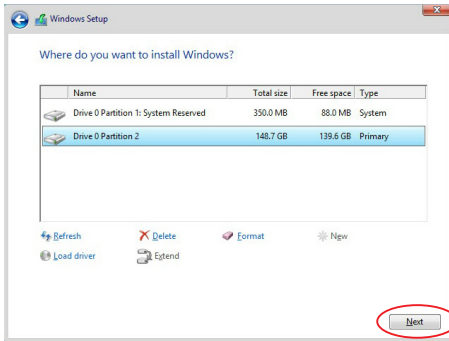 Windows Setup
Where do you want to install Windows?
Name Total size Free space Type
Drive 0 Partition 1: System Reserved 350.0 MB 88.0 MB System
Drive 0 Partition 2 148.7 GB 139.6 GB Primary
Refresh Delete Format New
Load driver Extend
Next